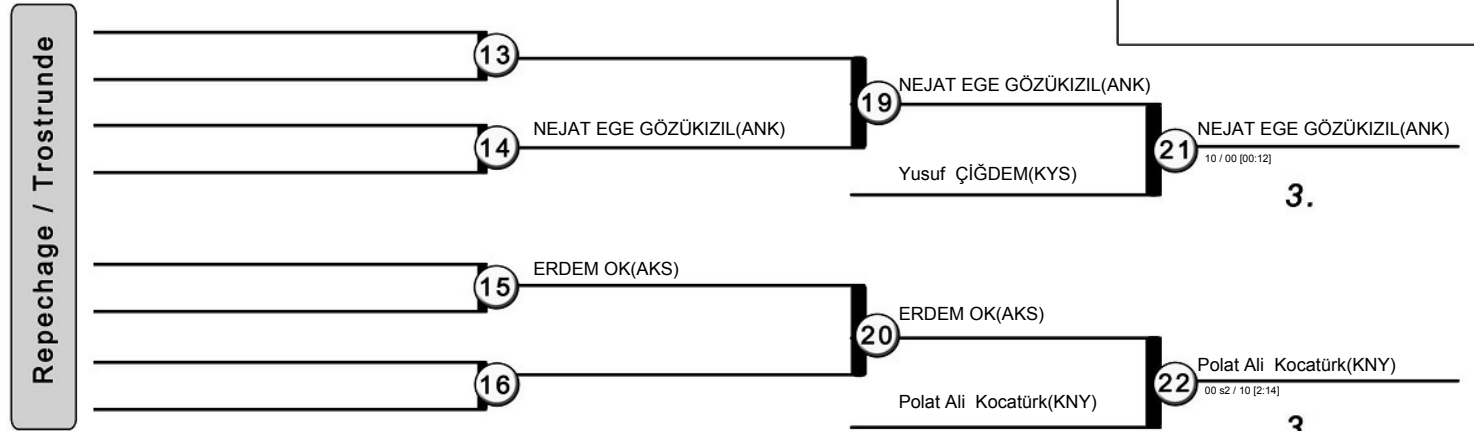 Repechage / Trostrunde
13
NEJAT EGE GÖZÜKIZIL(ANK)
19
NEJAT EGE GÖZÜKIZIL(ANK)
14
NEJAT EGE GÖZÜKIZIL(ANK)
21
10 / 00 [00:12]
Yusuf ÇİĞDEM(KYS)
3.
ERDEM OK(AKS)
15
ERDEM OK(AKS)
20
Polat Ali Kocatürk(KNY)
16
22
00 s2 / 10 [2:14]
Polat Ali Kocatürk(KNY)
3